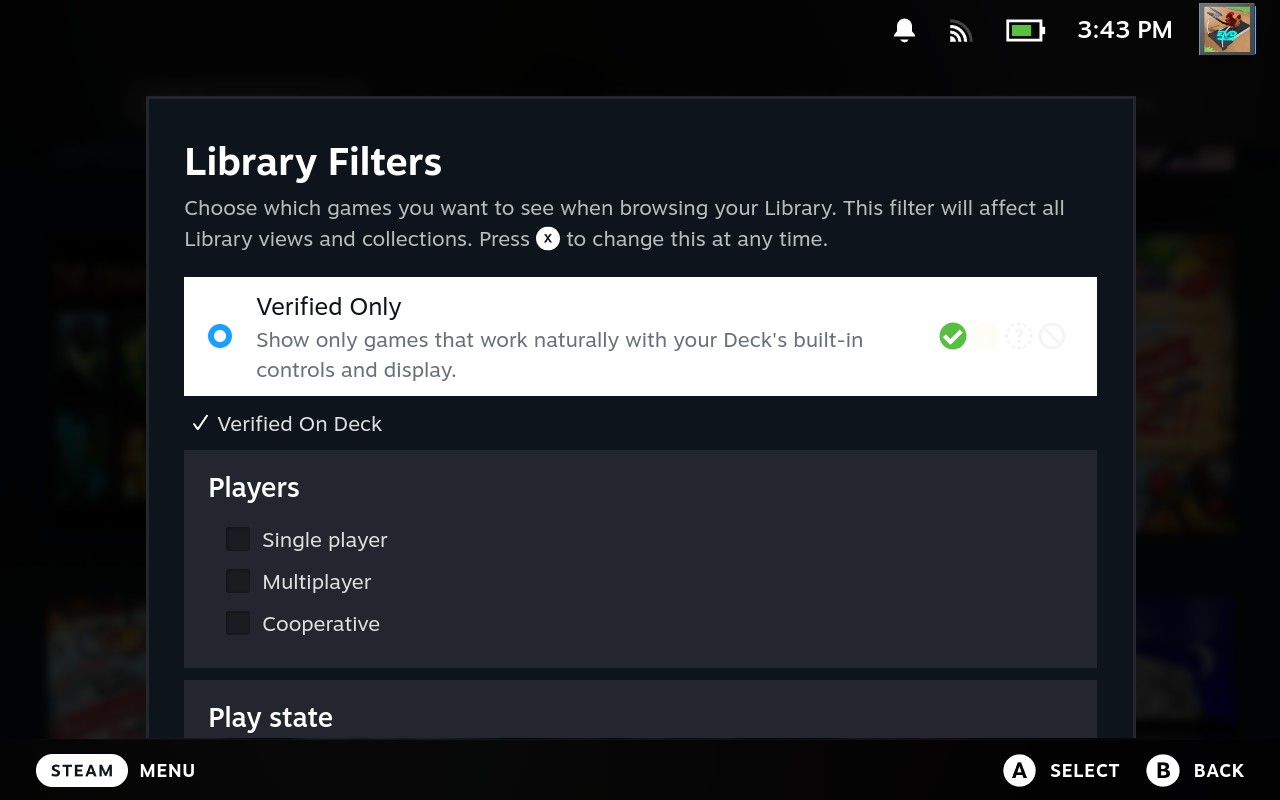 3:43 PM
Library Filters
Choose which games you want to see when browsing your Library. This filter will affect all
Library views and collections. Press X to change this at any time.
Verified Only
Show only games that work naturally with your Deck's built-in
controls and display.
Verified On Deck
Players
Single player
Multiplayer
Cooperative
Play state
STEAM MENU
A SELECT B BACK